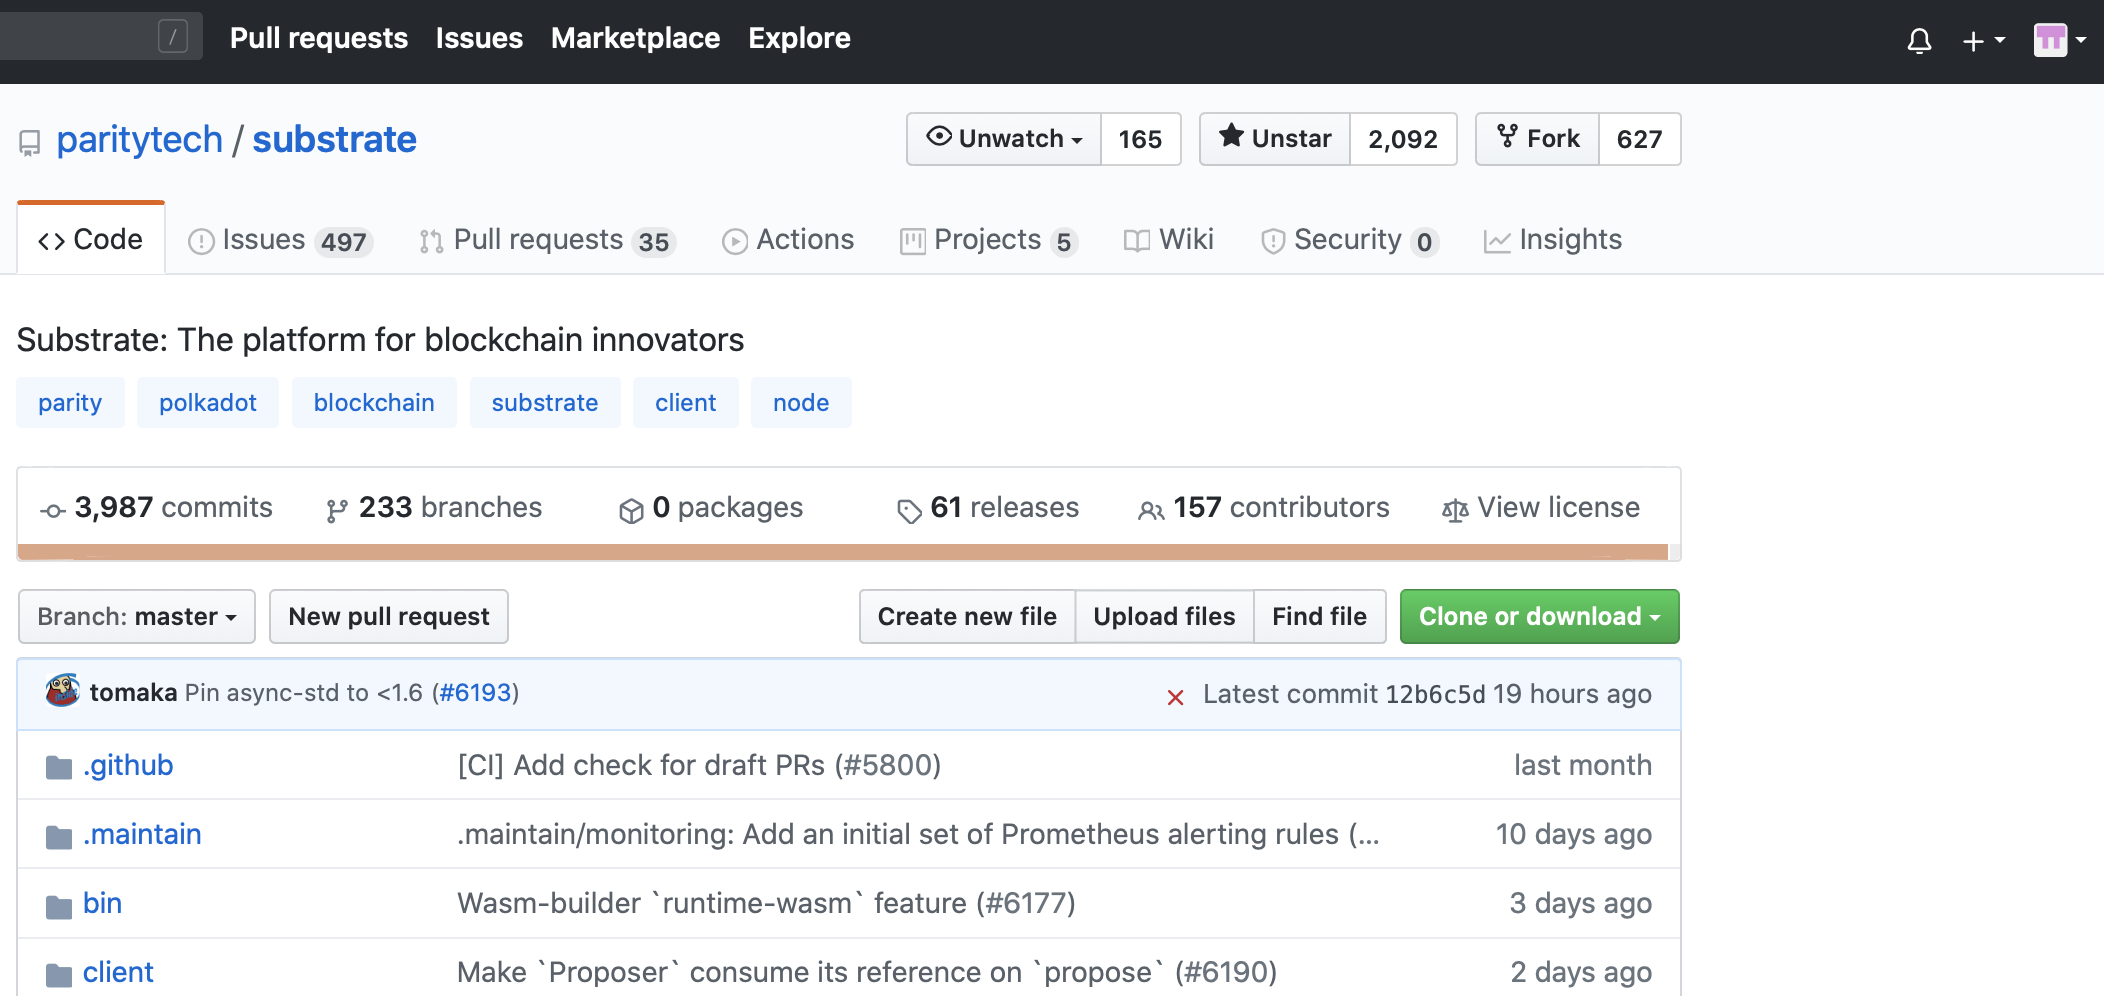 / Pull requests Issues Marketplace Explore
paritytech / substrate Unwatch 165 Unstar 2,092 Fork 627
Code Issues 497 Pull requests 35 Actions Projects 5 Wiki Security 0 Insights
Substrate: The platform for blockchain innovators
parity polkadot blockchain substrate client node
3,987 commits 233 branches 0 packages 61 releases 157 contributors View license
Branch: master New pull request Create new file Upload files Find file Clone or download
tomaka Pin async-std to <1.6 (#6193) Latest commit 12b6c5d 19 hours ago
.github [CI] Add check for draft PRs (#5800) last month
.maintain .maintain/monitoring: Add an initial set of Prometheus alerting rules (... 10 days ago
bin Wasm-builder `runtime-wasm` feature (#6177) 3 days ago
client Make `Proposer` consume its reference on `propose` (#6190) 2 days ago